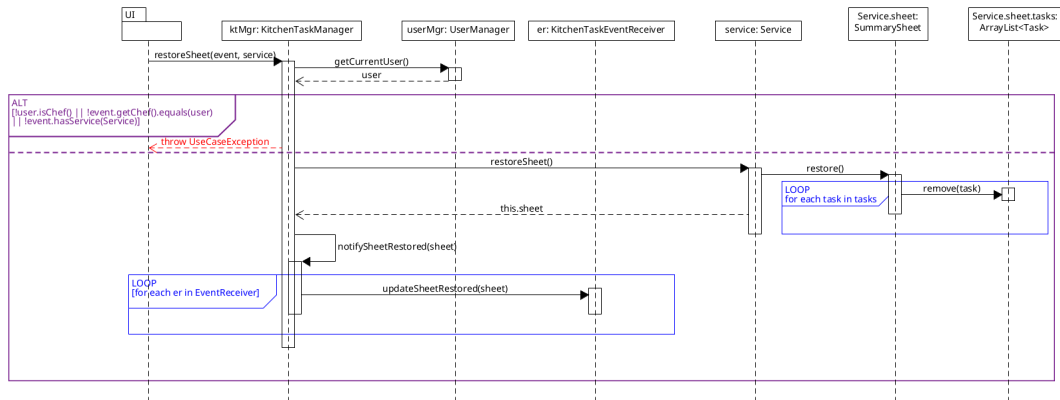 UI
ktMgr: KitchenTaskManager
userMgr: UserManager
er: KitchenTaskEventReceiver
service: Service
Service.sheet:
SummarySheet
Service.sheet.tasks:
ArrayList<Task>
restoreSheet(event, service)
getCurrentUser()
user
ALT
[!user.isChef() || !event.getChef().equals(user)
|| !event.hasService(Service)]
throw UseCaseException
restoreSheet()
restore()
LOOP
for each task in tasks
remove(task)
this.sheet
notifySheetRestored(sheet)
LOOP
[for each er in EventReceiver]
updateSheetRestored(sheet)